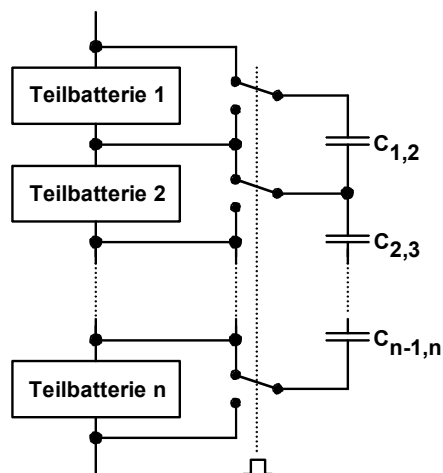 Teilbatterie 1
C1,2
Teilbatterie 2
C2,3
Cn-1,n
Teilbatterie n